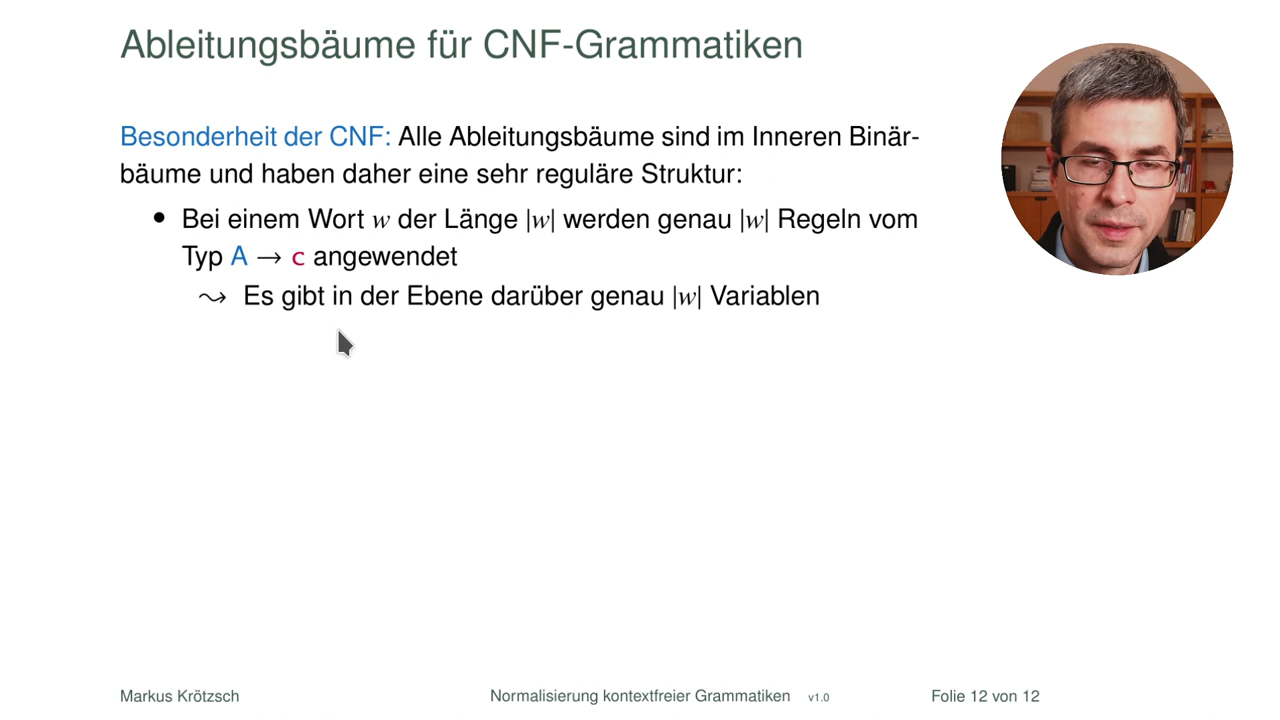 Ableitungsbäume für CNF-Grammatiken
Besonderheit der CNF: Alle Ableitungsbäume sind im Inneren Binär-
bäume und haben daher eine sehr reguläre Struktur:
• Bei einem Wort w der Länge |w| werden genau |w| Regeln vom
Typ A → c angewendet
⤳ Es gibt in der Ebene darüber genau |w| Variablen
Markus Krötzsch Normalisierung kontextfreier Grammatiken v1.0 Folie 12 von 12